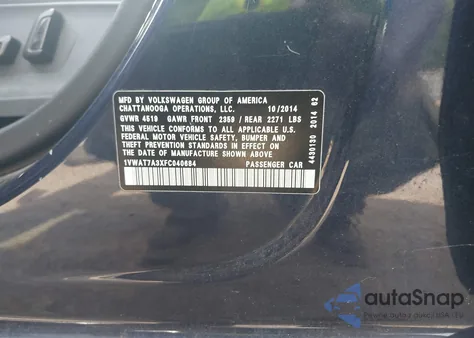 MFD BY VOLKSWAGEN GROUP OF AMERICA
CHATTANOOGA OPERATIONS, LLC. 10/2014
GVWR 4519 GAWR FRONT 2359 / REAR 2271 LBS
THIS VEHICLE CONFORMS TO ALL APPLICABLE U.S.
FEDERAL MOTOR VEHICLE SAFETY, BUMPER AND
THEFT PREVENTION STANDARDS IN EFFECT ON
THE DATE OF MANUFACTURE SHOWN ABOVE
1VWAT7A3XFC040684 PASSENGER CAR
4430130 2014 02
autoSnap